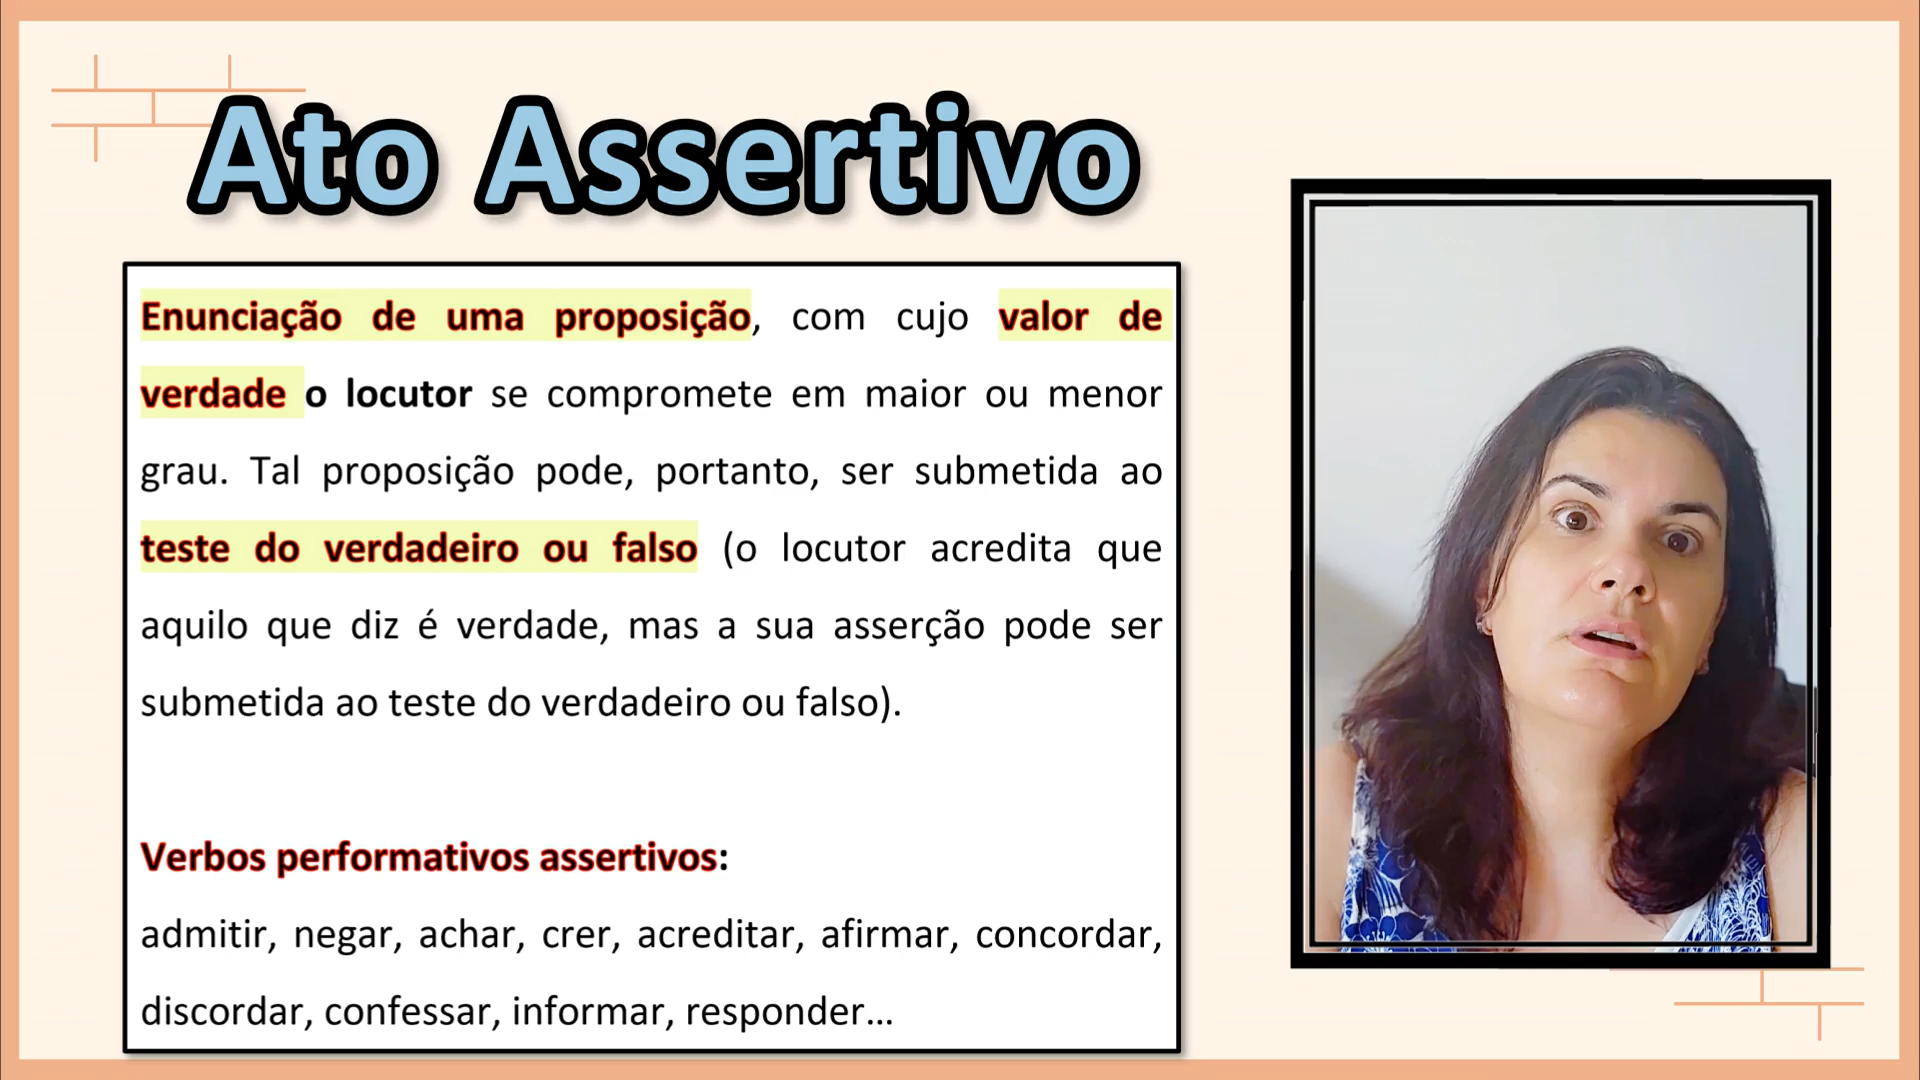 Ato Assertivo
Enunciação de uma proposição, com cujo valor de
verdade o locutor se compromete em maior ou menor
grau. Tal proposição pode, portanto, ser submetida ao
teste do verdadeiro ou falso (o locutor acredita que
aquilo que diz é verdade, mas a sua asserção pode ser
submetida ao teste do verdadeiro ou falso).
Verbos performativos assertivos:
admitir, negar, achar, crer, acreditar, afirmar, concordar,
discordar, confessar, informar, responder...